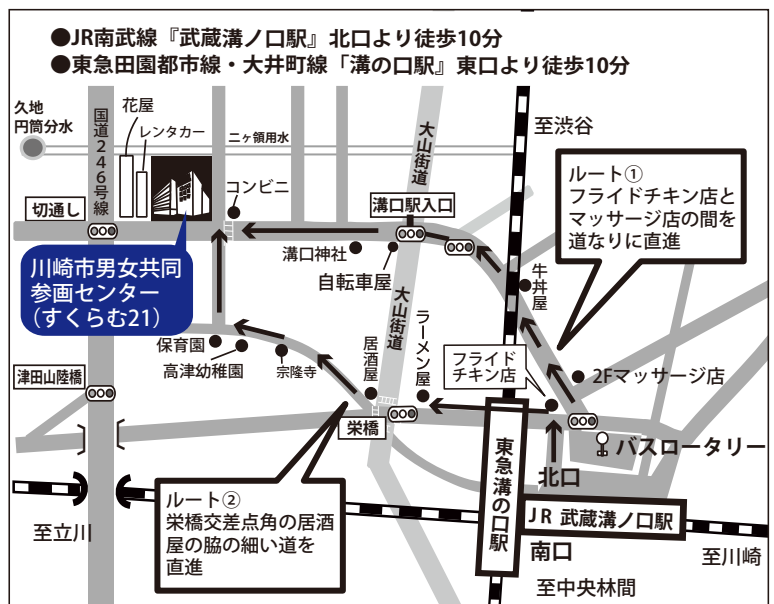 ●JR南武線『武蔵溝ノ口駅』北口より徒歩10分
●東急田園都市線・大井町線「溝の口駅」東口より徒歩10分
久地
円筒分水
国道246号線
花屋
レンタカー
二ヶ領用水
大山街道
至渋谷
ルート①
フライドチキン店と
マッサージ店の間を
道なりに直進
切通し
コンビニ
溝口駅入口
溝口神社
自転車屋
川崎市男女共同
参画センター
(すくらむ21)
牛丼屋
大山街道
ラーメン屋
居酒屋
保育園
高津幼稚園
宗隆寺
フライド
チキン店
2Fマッサージ店
津田山陸橋
栄橋
バスロータリー
北口
東急溝の口駅
ルート②
栄橋交差点角の居酒
屋の脇の細い道を
直進
JR 武蔵溝ノ口駅
至立川
南口
至川崎
至中央林間